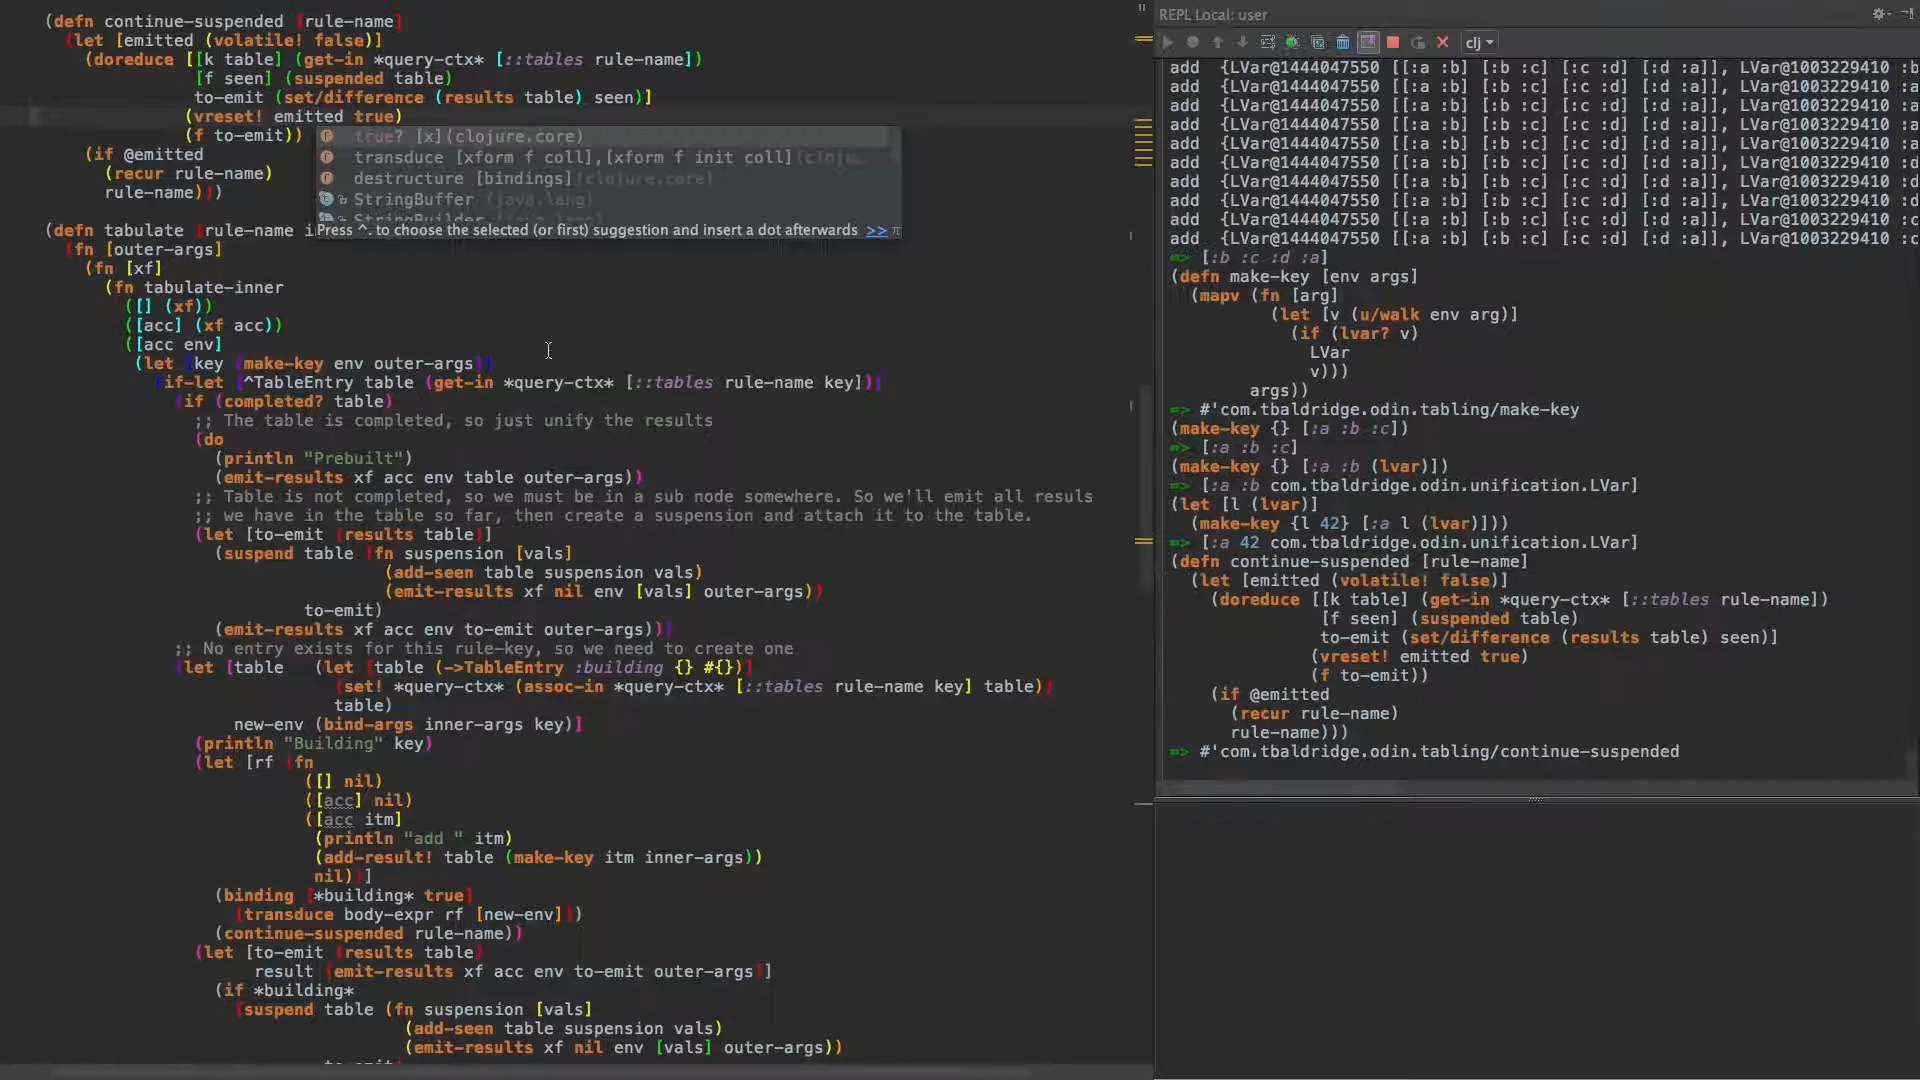 (defn continue-suspended [rule-name]
(let [emitted (volatile! false)]
(doreduce [[k table] (get-in *query-ctx* [::tables rule-name])
[f seen] (suspended table)
to-emit (set/difference (results table) seen)]
(vreset! emitted true)
(f to-emit))
(if @emitted
(recur rule-name)
rule-name)))
true? [x](clojure.core)
transduce [xform f coll],[xform f init coll](cloju…
destructure [bindings](clojure.core)
StringBuffer (java.lang)
StringBuilder (java.lang)
Press ^. to choose the selected (or first) suggestion and insert a dot afterwards >> π
(defn tabulate [rule-name i
(fn [outer-args]
(fn [xf]
(fn tabulate-inner
([] (xf))
([acc] (xf acc))
([acc env]
(let [key (make-key env outer-args)]
(if-let [^TableEntry table (get-in *query-ctx* [::tables rule-name key])]
(if (completed? table)
;; The table is completed, so just unify the results
(do
(println "Prebuilt")
(emit-results xf acc env table outer-args))
;; Table is not completed, so we must be in a sub node somewhere. So we'll emit all resuls
;; we have in the table so far, then create a suspension and attach it to the table.
(let [to-emit (results table)]
(suspend table (fn suspension [vals]
(add-seen table suspension vals)
(emit-results xf nil env [vals] outer-args))
to-emit)
(emit-results xf acc env to-emit outer-args)))
;; No entry exists for this rule-key, so we need to create one
(let [table (let [table (->TableEntry :building {} #{})]
(set! *query-ctx* (assoc-in *query-ctx* [::tables rule-name key] table))
table)
new-env (bind-args inner-args key)]
(println "Building" key)
(let [rf (fn
([] nil)
([acc] nil)
([acc itm]
(println "add " itm)
(add-result! table (make-key itm inner-args))
nil))]
(binding [*building* true]
(transduce body-expr rf [new-env]))
(continue-suspended rule-name))
(let [to-emit (results table)
result (emit-results xf acc env to-emit outer-args)]
(if *building*
(suspend table (fn suspension [vals]
(add-seen table suspension vals)
(emit-results xf nil env [vals] outer-args))
REPL Local: user
clj
add {LVar@1444047550 [[:a :b] [:b :c] [:c :d] [:d :a]], LVar@1003229410 :b
add {LVar@1444047550 [[:a :b] [:b :c] [:c :d] [:d :a]], LVar@1003229410 :a
add {LVar@1444047550 [[:a :b] [:b :c] [:c :d] [:d :a]], LVar@1003229410 :a
add {LVar@1444047550 [[:a :b] [:b :c] [:c :d] [:d :a]], LVar@1003229410 :a
add {LVar@1444047550 [[:a :b] [:b :c] [:c :d] [:d :a]], LVar@1003229410 :a
add {LVar@1444047550 [[:a :b] [:b :c] [:c :d] [:d :a]], LVar@1003229410 :d
add {LVar@1444047550 [[:a :b] [:b :c] [:c :d] [:d :a]], LVar@1003229410 :d
add {LVar@1444047550 [[:a :b] [:b :c] [:c :d] [:d :a]], LVar@1003229410 :d
add {LVar@1444047550 [[:a :b] [:b :c] [:c :d] [:d :a]], LVar@1003229410 :c
add {LVar@1444047550 [[:a :b] [:b :c] [:c :d] [:d :a]], LVar@1003229410 :c
=> [:b :c :d :a]
(defn make-key [env args]
(mapv (fn [arg]
(let [v (u/walk env arg)]
(if (lvar? v)
LVar
v)))
args))
=> #'com.tbaldridge.odin.tabling/make-key
(make-key {} [:a :b :c])
=> [:a :b :c]
(make-key {} [:a :b (lvar)])
=> [:a :b com.tbaldridge.odin.unification.LVar]
(let [l (lvar)]
(make-key {l 42} [:a l (lvar)]))
=> [:a 42 com.tbaldridge.odin.unification.LVar]
(defn continue-suspended [rule-name]
(let [emitted (volatile! false)]
(doreduce [[k table] (get-in *query-ctx* [::tables rule-name])
[f seen] (suspended table)
to-emit (set/difference (results table) seen)]
(vreset! emitted true)
(f to-emit))
(if @emitted
(recur rule-name)
rule-name)))
=> #'com.tbaldridge.odin.tabling/continue-suspended